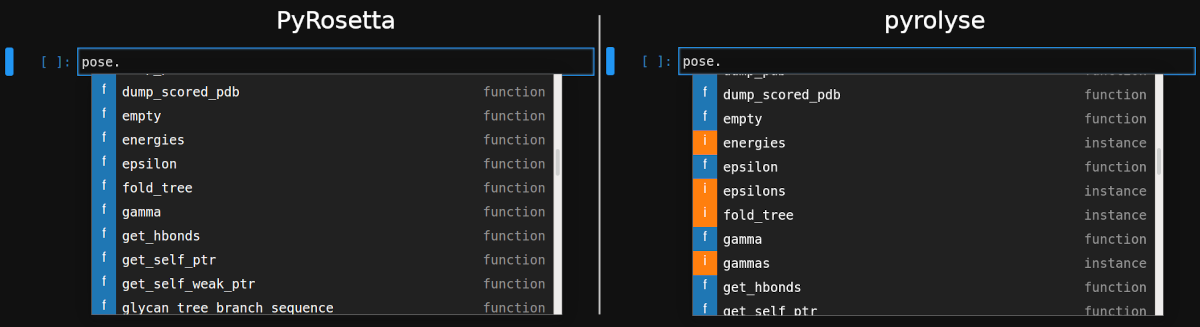 PyRosetta
[ ]: pose.
f dump_scored_pdb function
f empty function
f energies function
f epsilon function
f fold_tree function
f gamma function
f get_hbonds function
f get_self_ptr function
f get_self_weak_ptr function
f glycan_tree_branch_sequence function
pyrolyse
[ ]: pose.
dump_pdb function
f dump_scored_pdb function
f empty function
i energies instance
f epsilon function
i epsilons instance
i fold_tree instance
f gamma function
i gammas instance
f get_hbonds function
f get_self_ptr function